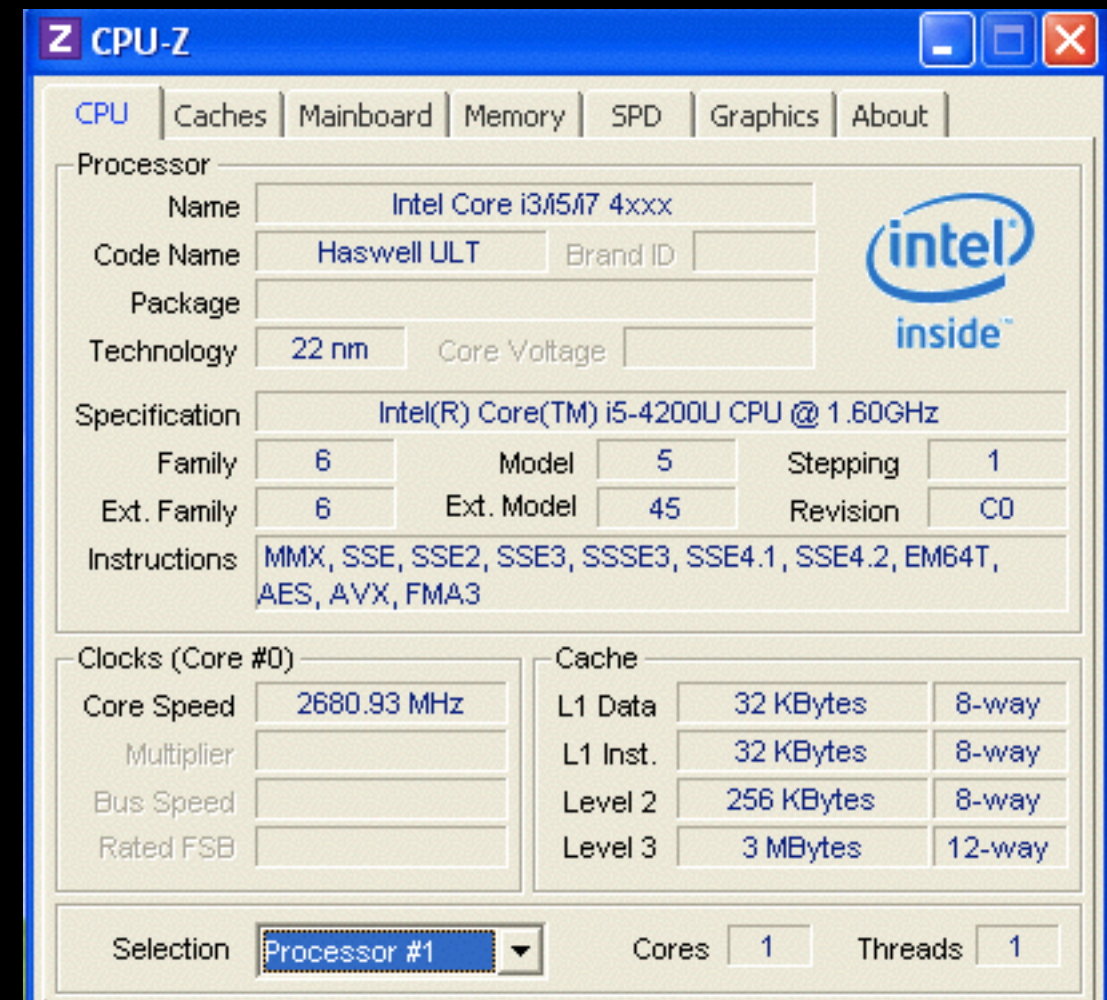 Z CPU-Z
CPU Caches Mainboard Memory SPD Graphics About
Processor
Name Intel Core i3/i5/i7 4xxx
Code Name Haswell ULT Brand ID
Package
Technology 22 nm Core Voltage
intel inside™
Specification Intel(R) Core(TM) i5-4200U CPU @ 1.60GHz
Family 6 Model 5 Stepping 1
Ext. Family 6 Ext. Model 45 Revision C0
Instructions MMX, SSE, SSE2, SSE3, SSSE3, SSE4.1, SSE4.2, EM64T,
AES, AVX, FMA3
Clocks (Core #0)
Core Speed 2680.93 MHz
Multiplier
Bus Speed
Rated FSB
Cache
L1 Data 32 KBytes 8-way
L1 Inst. 32 KBytes 8-way
Level 2 256 KBytes 8-way
Level 3 3 MBytes 12-way
Selection Processor #1 Cores 1 Threads 1